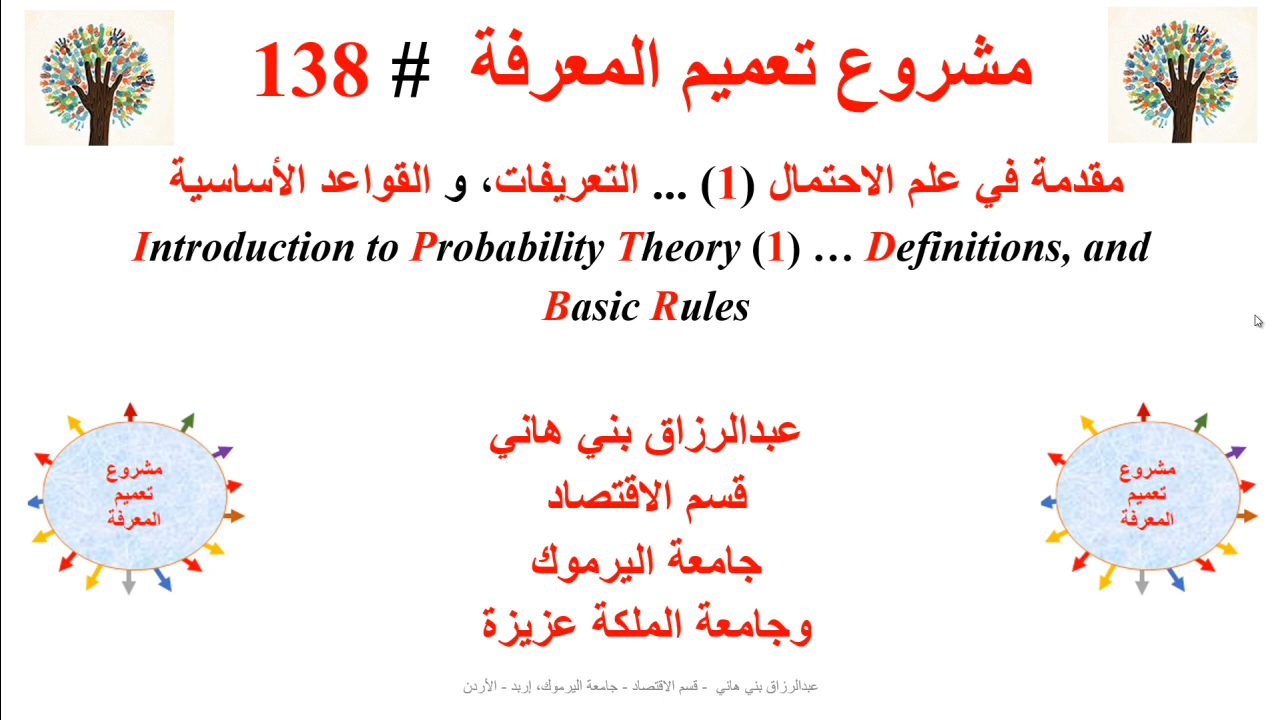 مشروع تعميم المعرفة # 138
مقدمة في علم الاحتمال (1) ... التعريفات، و القواعد الأساسية
Introduction to Probability Theory (1) … Definitions, and
Basic Rules
عبدالرزاق بني هاني
قسم الاقتصاد
جامعة اليرموك
وجامعة الملكة عزيزة
مشروع
تعميم
المعرفة
مشروع
تعميم
المعرفة
عبدالرزاق بني هاني - قسم الاقتصاد - جامعة اليرموك، إربد - الأردن